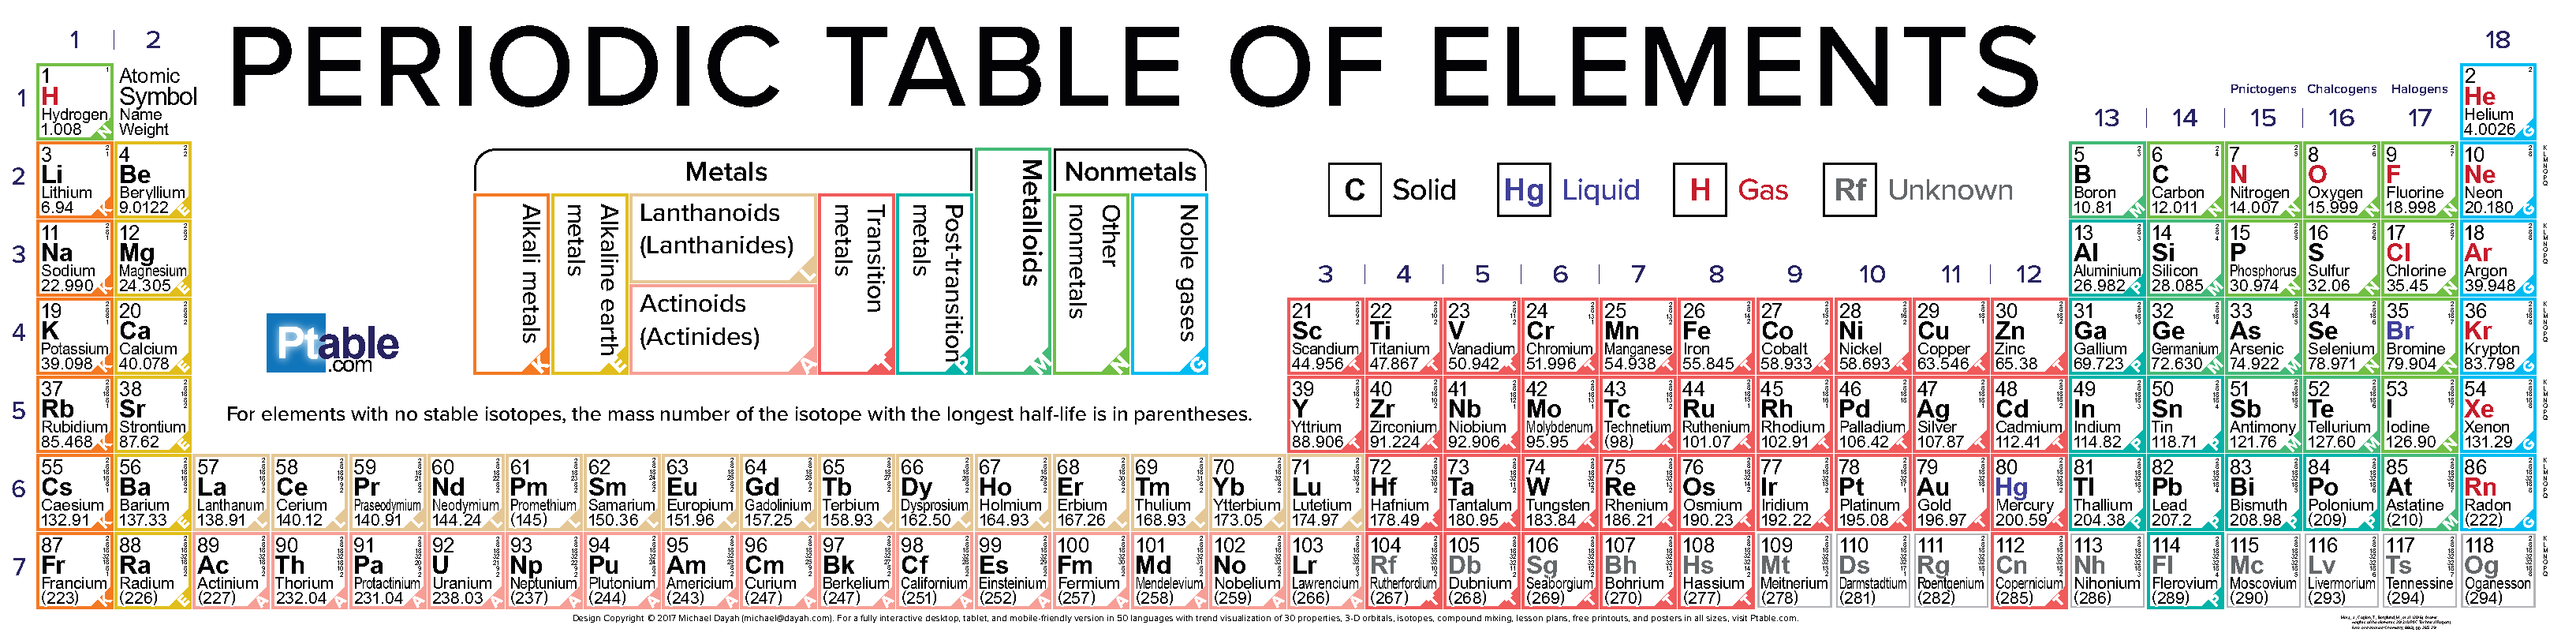 PERIODIC TABLE OF ELEMENTS
1 2 18
1 H Hydrogen 1.008 N
Atomic
Symbol
Name
Weight
2 He Helium 4.0026 G
Pnictogens Chalcogens Halogens
13 14 15 16 17
Metals Metalloids Nonmetals
Alkali metals K
Alkaline earth metals E
Lanthanoids (Lanthanides) L
Actinoids (Actinides) A
Transition metals T
Post-transition metals P
M
Other nonmetals N
Noble gases G
C Solid Hg Liquid H Gas Rf Unknown
2
3 Li Lithium 6.94 K
4 Be Beryllium 9.0122 E
5 B Boron 10.81 M
6 C Carbon 12.011 N
7 N Nitrogen 14.007 N
8 O Oxygen 15.999 N
9 F Fluorine 18.998 N
10 Ne Neon 20.180 G
3
11 Na Sodium 22.990 K
12 Mg Magnesium 24.305 E
13 Al Aluminium 26.982 P
14 Si Silicon 28.085 M
15 P Phosphorus 30.974 N
16 S Sulfur 32.06 N
17 Cl Chlorine 35.45 N
18 Ar Argon 39.948 G
3 4 5 6 7 8 9 10 11 12
Ptable
.com
4
19 K Potassium 39.098 K
20 Ca Calcium 40.078 E
21 Sc Scandium 44.956 T
22 Ti Titanium 47.867 T
23 V Vanadium 50.942 T
24 Cr Chromium 51.996 T
25 Mn Manganese 54.938 T
26 Fe Iron 55.845 T
27 Co Cobalt 58.933 T
28 Ni Nickel 58.693 T
29 Cu Copper 63.546 T
30 Zn Zinc 65.38 T
31 Ga Gallium 69.723 P
32 Ge Germanium 72.630 M
33 As Arsenic 74.922 M
34 Se Selenium 78.971 N
35 Br Bromine 79.904 N
36 Kr Krypton 83.798 G
For elements with no stable isotopes, the mass number of the isotope with the longest half-life is in parentheses.
5
37 Rb Rubidium 85.468 K
38 Sr Strontium 87.62 E
39 Y Yttrium 88.906 T
40 Zr Zirconium 91.224 T
41 Nb Niobium 92.906 T
42 Mo Molybdenum 95.95 T
43 Tc Technetium (98) T
44 Ru Ruthenium 101.07 T
45 Rh Rhodium 102.91 T
46 Pd Palladium 106.42 T
47 Ag Silver 107.87 T
48 Cd Cadmium 112.41 T
49 In Indium 114.82 P
50 Sn Tin 118.71 P
51 Sb Antimony 121.76 M
52 Te Tellurium 127.60 M
53 I Iodine 126.90 N
54 Xe Xenon 131.29 G
6
55 Cs Caesium 132.91 K
56 Ba Barium 137.33 E
57 La Lanthanum 138.91 L
58 Ce Cerium 140.12 L
59 Pr Praseodymium 140.91 L
60 Nd Neodymium 144.24 L
61 Pm Promethium (145) L
62 Sm Samarium 150.36 L
63 Eu Europium 151.96 L
64 Gd Gadolinium 157.25 L
65 Tb Terbium 158.93 L
66 Dy Dysprosium 162.50 L
67 Ho Holmium 164.93 L
68 Er Erbium 167.26 L
69 Tm Thulium 168.93 L
70 Yb Ytterbium 173.05 L
71 Lu Lutetium 174.97 L
72 Hf Hafnium 178.49 T
73 Ta Tantalum 180.95 T
74 W Tungsten 183.84 T
75 Re Rhenium 186.21 T
76 Os Osmium 190.23 T
77 Ir Iridium 192.22 T
78 Pt Platinum 195.08 T
79 Au Gold 196.97 T
80 Hg Mercury 200.59 T
81 Tl Thallium 204.38 P
82 Pb Lead 207.2 P
83 Bi Bismuth 208.98 P
84 Po Polonium (209) P
85 At Astatine (210) M
86 Rn Radon (222) G
7
87 Fr Francium (223) K
88 Ra Radium (226) E
89 Ac Actinium (227) A
90 Th Thorium 232.04 A
91 Pa Protactinium 231.04 A
92 U Uranium 238.03 A
93 Np Neptunium (237) A
94 Pu Plutonium (244) A
95 Am Americium (243) A
96 Cm Curium (247) A
97 Bk Berkelium (247) A
98 Cf Californium (251) A
99 Es Einsteinium (252) A
100 Fm Fermium (257) A
101 Md Mendelevium (258) A
102 No Nobelium (259) A
103 Lr Lawrencium (266) A
104 Rf Rutherfordium (267) T
105 Db Dubnium (268) T
106 Sg Seaborgium (269) T
107 Bh Bohrium (270) T
108 Hs Hassium (277) T
109 Mt Meitnerium (278)
110 Ds Darmstadtium (281)
111 Rg Roentgenium (282)
112 Cn Copernicium (285) T
113 Nh Nihonium (286)
114 Fl Flerovium (289) P
115 Mc Moscovium (290)
116 Lv Livermorium (293)
117 Ts Tennessine (294)
118 Og Oganesson (294)
Design Copyright © 2017 Michael Dayah (michael@dayah.com). For a fully interactive desktop, tablet, and mobile-friendly version in 50 languages with trend visualization of 30 properties, 3-D orbitals, isotopes, compound mixing, lesson plans, free printouts, and posters in all sizes, visit Ptable.com.